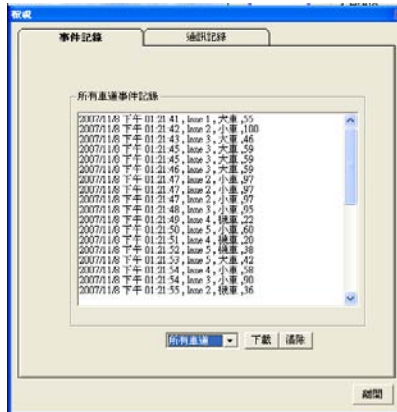 檢視
事件記錄
通訊記錄
所有車道事件記錄
2007/11/8 下午 01:21:41 , lane 1 , 大車 ,55
2007/11/8 下午 01:21:42 , lane 2 , 小車 ,100
2007/11/8 下午 01:21:43 , lane 3 , 大車 ,46
2007/11/8 下午 01:21:45 , lane 3 , 大車 ,59
2007/11/8 下午 01:21:45 , lane 3 , 大車 ,59
2007/11/8 下午 01:21:46 , lane 3 , 大車 ,59
2007/11/8 下午 01:21:47 , lane 2 , 小車 ,97
2007/11/8 下午 01:21:47 , lane 2 , 小車 ,97
2007/11/8 下午 01:21:47 , lane 2 , 小車 ,97
2007/11/8 下午 01:21:48 , lane 3 , 小車 ,95
2007/11/8 下午 01:21:49 , lane 4 , 機車 ,22
2007/11/8 下午 01:21:50 , lane 5 , 小車 ,60
2007/11/8 下午 01:21:51 , lane 4 , 機車 ,20
2007/11/8 下午 01:21:52 , lane 5 , 機車 ,38
2007/11/8 下午 01:21:53 , lane 5 , 大車 ,42
2007/11/8 下午 01:21:54 , lane 4 , 小車 ,58
2007/11/8 下午 01:21:54 , lane 3 , 小車 ,90
2007/11/8 下午 01:21:55 , lane 2 , 機車 ,36
所有車道 下載 清除
離開